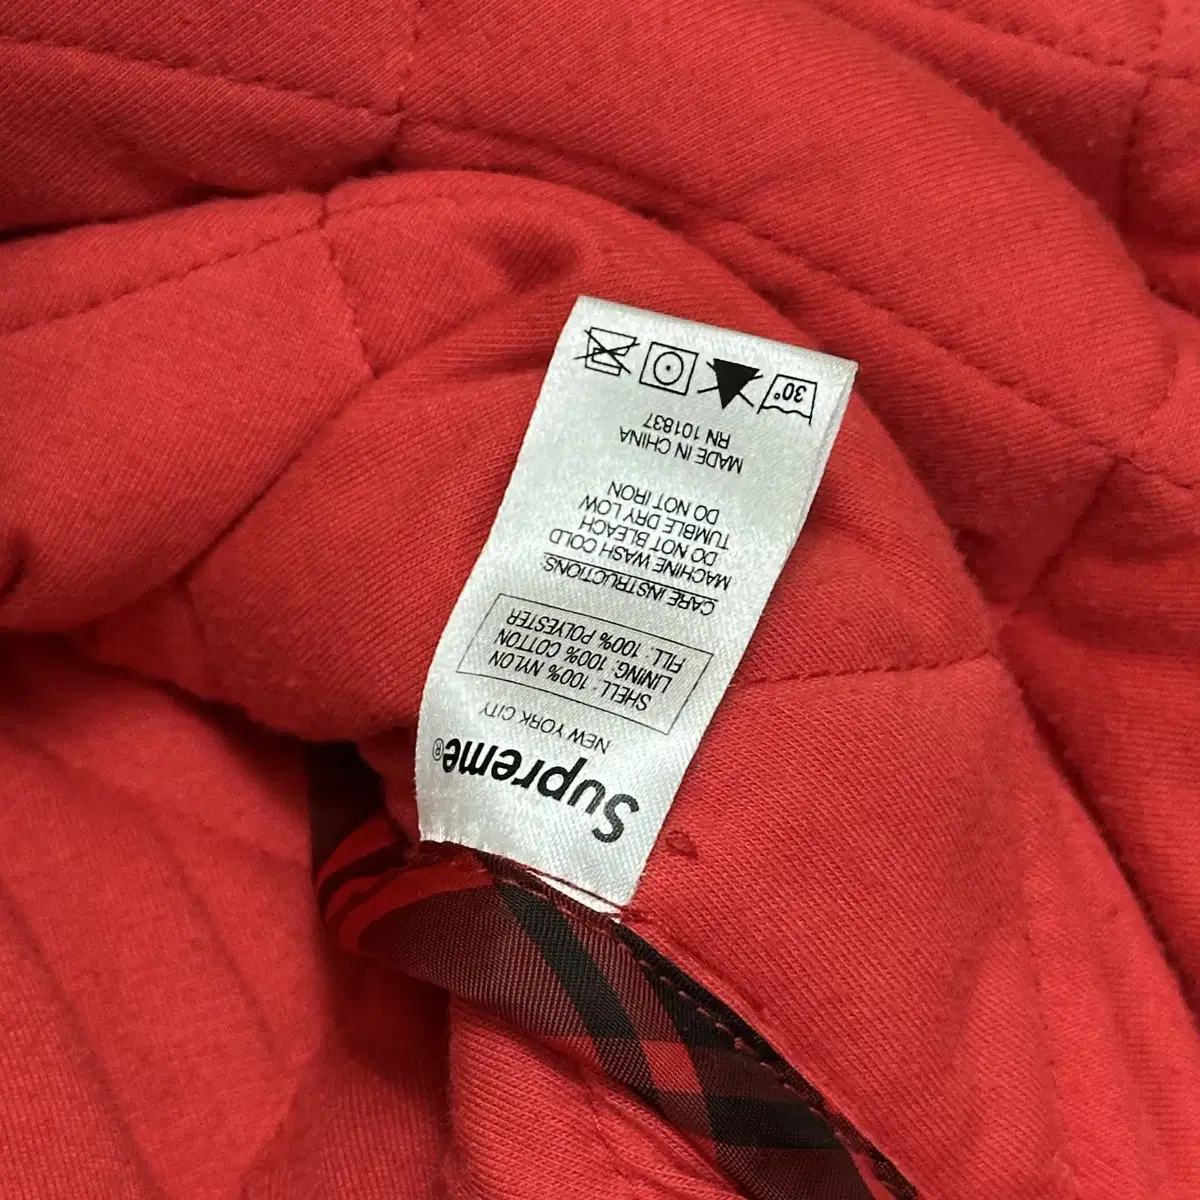 Supreme®
NEW YORK CITY
SHELL: 100% NYLON
LINING: 100% COTTON
FILL: 100% POLYESTER
CARE INSTRUCTIONS:
MACHINE WASH COLD
DO NOT BLEACH
TUMBLE DRY LOW
DO NOT IRON
MADE IN CHINA
RN 101837
30°